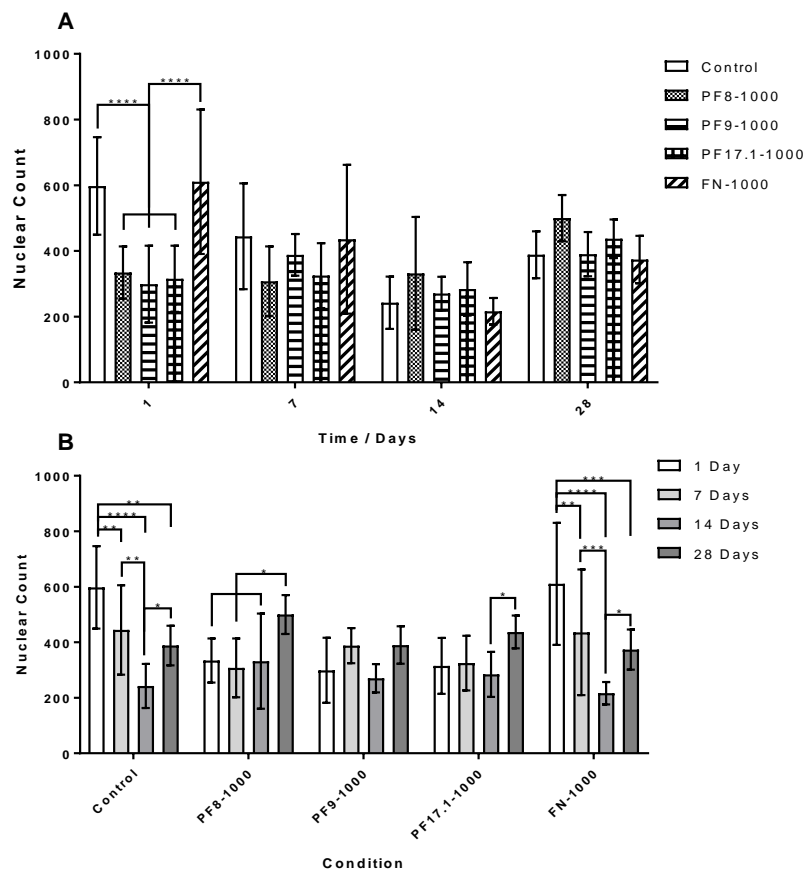 A
1000
800
600
400
200
0
Nuclear Count
****
****
1
7
14
28
Time / Days
Control
PF8-1000
PF9-1000
PF17.1-1000
FN-1000
B
1000
800
600
400
200
0
Nuclear Count
**
****
**
**
*
*
*
***
****
**
***
*
Control
PF8-1000
PF9-1000
PF17.1-1000
FN-1000
Condition
1 Day
7 Days
14 Days
28 Days